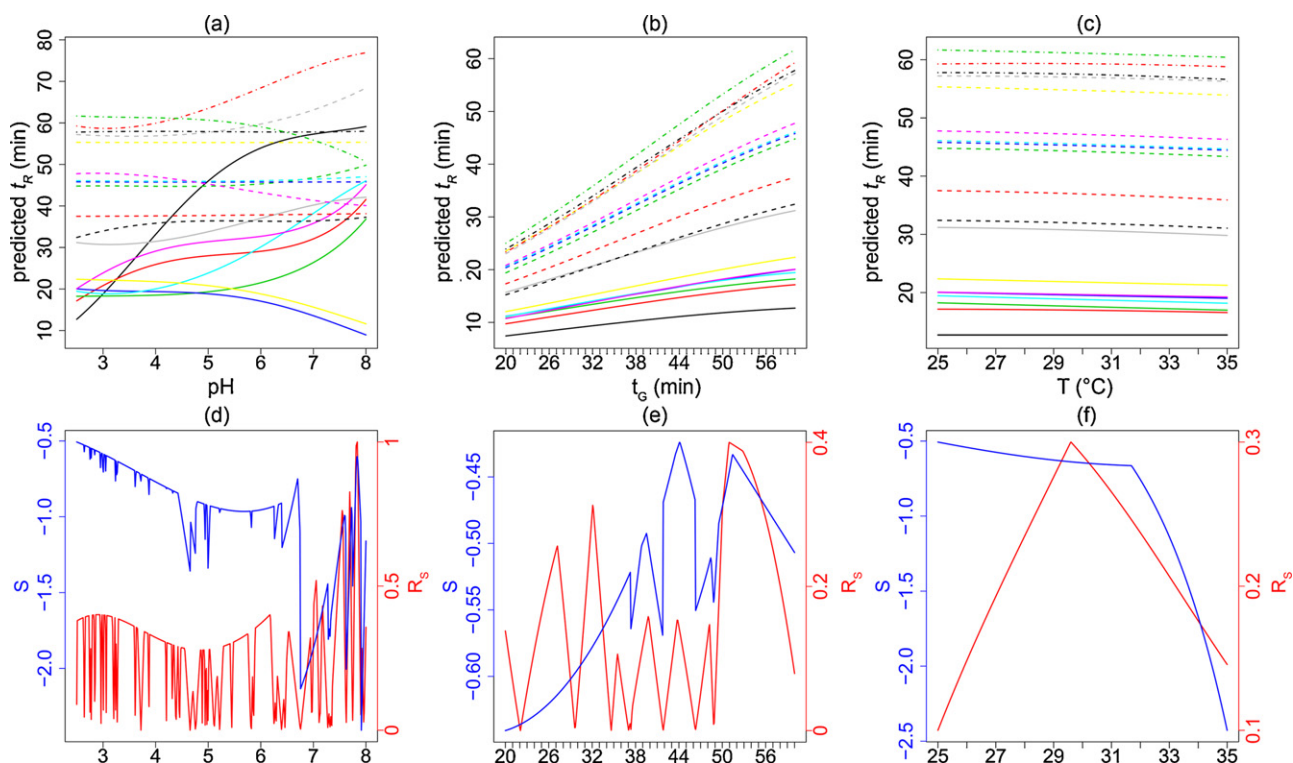 (a) (b) (c)
predicted tR (min) 10 20 30 40 50 60 70 80
3 4 5 6 7 8
pH
predicted tR (min) 10 20 30 40 50 60
20 26 32 38 44 50 56
tG (min)
predicted tR (min) 20 30 40 50 60
25 27 29 31 33 35
T (°C)
(d) (e) (f)
S −2.0 −1.5 −1.0 −0.5
3 4 5 6 7 8
0 0.5 1 Rs
S −0.60 −0.55 −0.50 −0.45
20 26 32 38 44 50 56
0 0.2 0.4 Rs
S −2.5 −2.0 −1.5 −1.0 −0.5
25 27 29 31 33 35
0.1 0.2 0.3 Rs